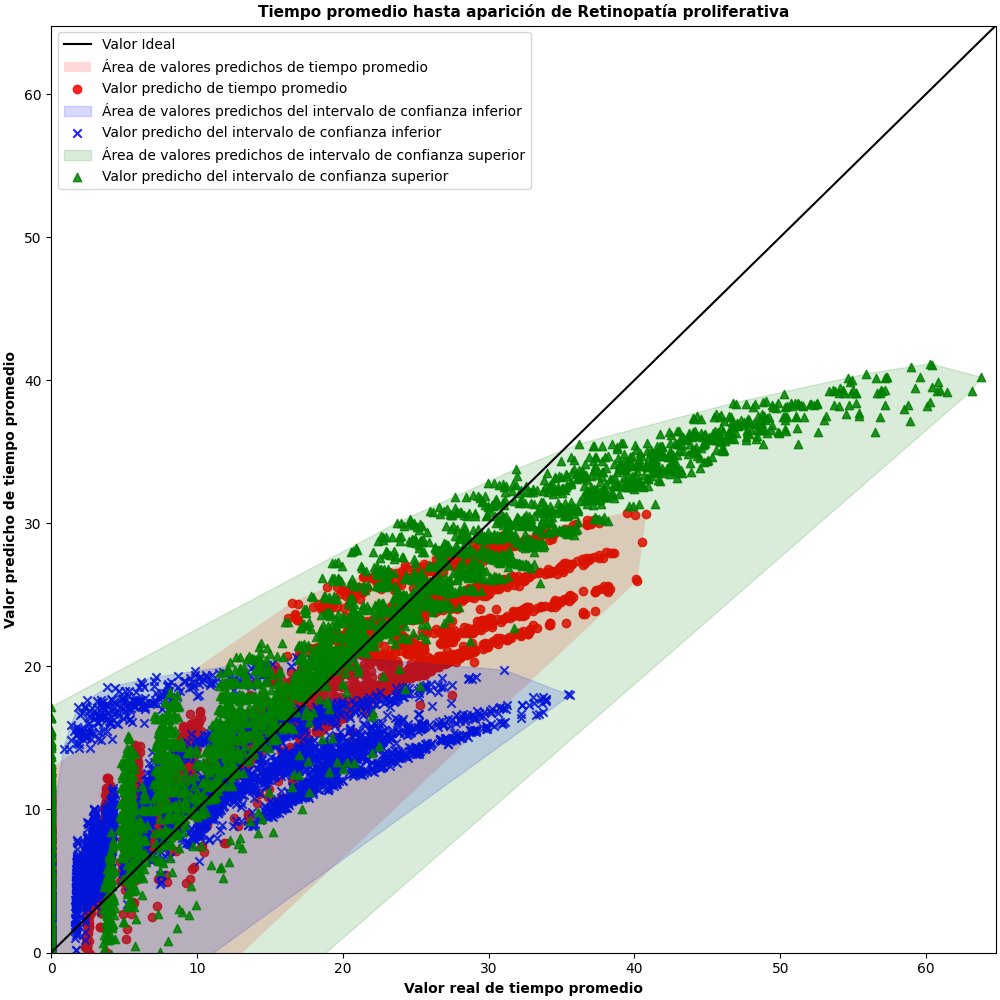 Tiempo promedio hasta aparición de Retinopatía proliferativa
Valor Ideal
Área de valores predichos de tiempo promedio
Valor predicho de tiempo promedio
Área de valores predichos del intervalo de confianza inferior
Valor predicho del intervalo de confianza inferior
Área de valores predichos de intervalo de confianza superior
Valor predicho del intervalo de confianza superior
60
50
40
30
20
10
0
Valor predicho de tiempo promedio
0 10 20 30 40 50 60
Valor real de tiempo promedio